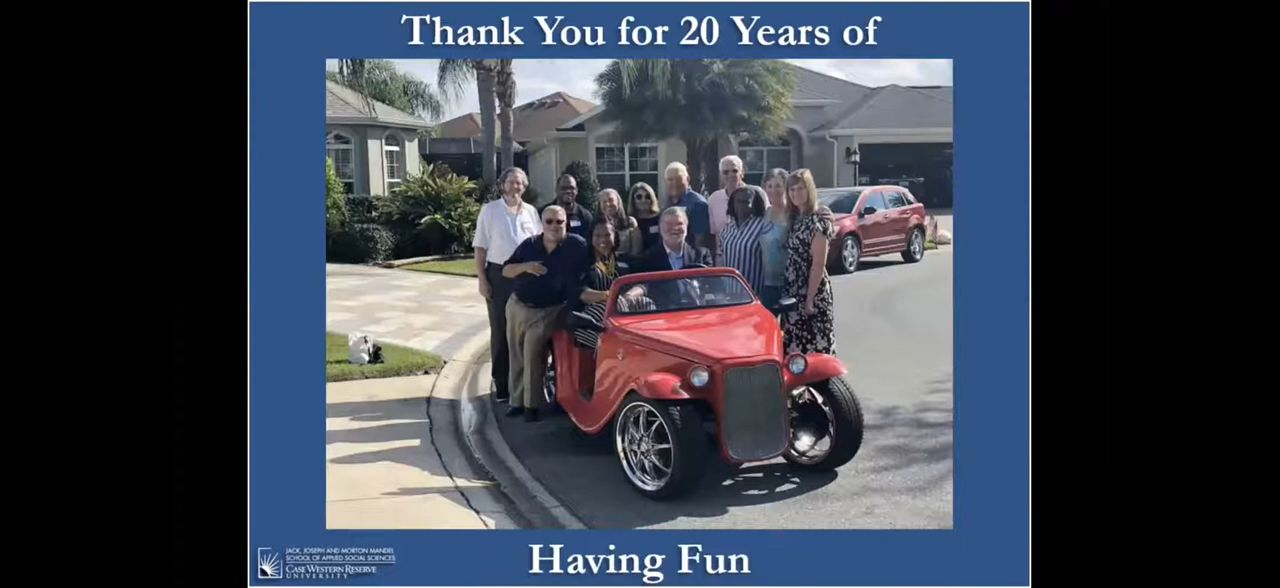 Thank You for 20 Years of
Having Fun
JACK, JOSEPH AND MORTON MANDEL
SCHOOL OF APPLIED SOCIAL SCIENCES
CASE WESTERN RESERVE
UNIVERSITY